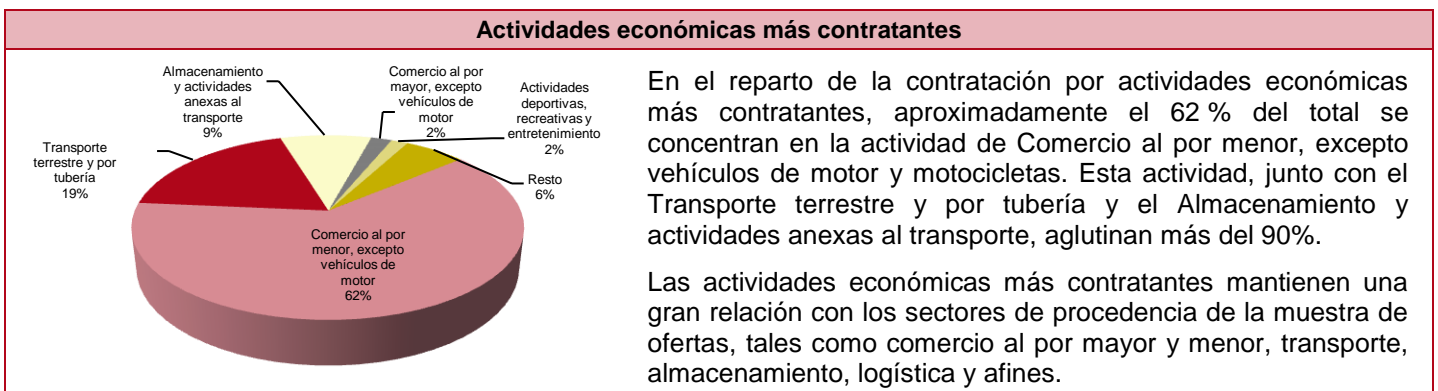 Actividades económicas más contratantes
Almacenamiento
y actividades
anexas al
transporte
9%
Comercio al por
mayor, excepto
vehículos de
motor
2%
Actividades
deportivas,
recreativas y
entretenimiento
2%
Transporte
terrestre y por
tubería
19%
Resto
6%
Comercio al por
menor, excepto
vehículos de
motor
62%
En el reparto de la contratación por actividades económicas
más contratantes, aproximadamente el 62 % del total se
concentran en la actividad de Comercio al por menor, excepto
vehículos de motor y motocicletas. Esta actividad, junto con el
Transporte terrestre y por tubería y el Almacenamiento y
actividades anexas al transporte, aglutinan más del 90%.
Las actividades económicas más contratantes mantienen una
gran relación con los sectores de procedencia de la muestra de
ofertas, tales como comercio al por mayor y menor, transporte,
almacenamiento, logística y afines.